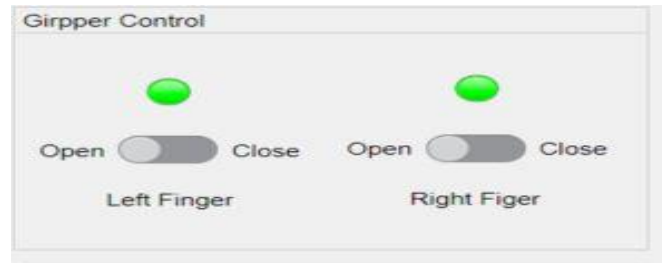 Girpper Control
Open Close Open Close
Left Finger Right Figer